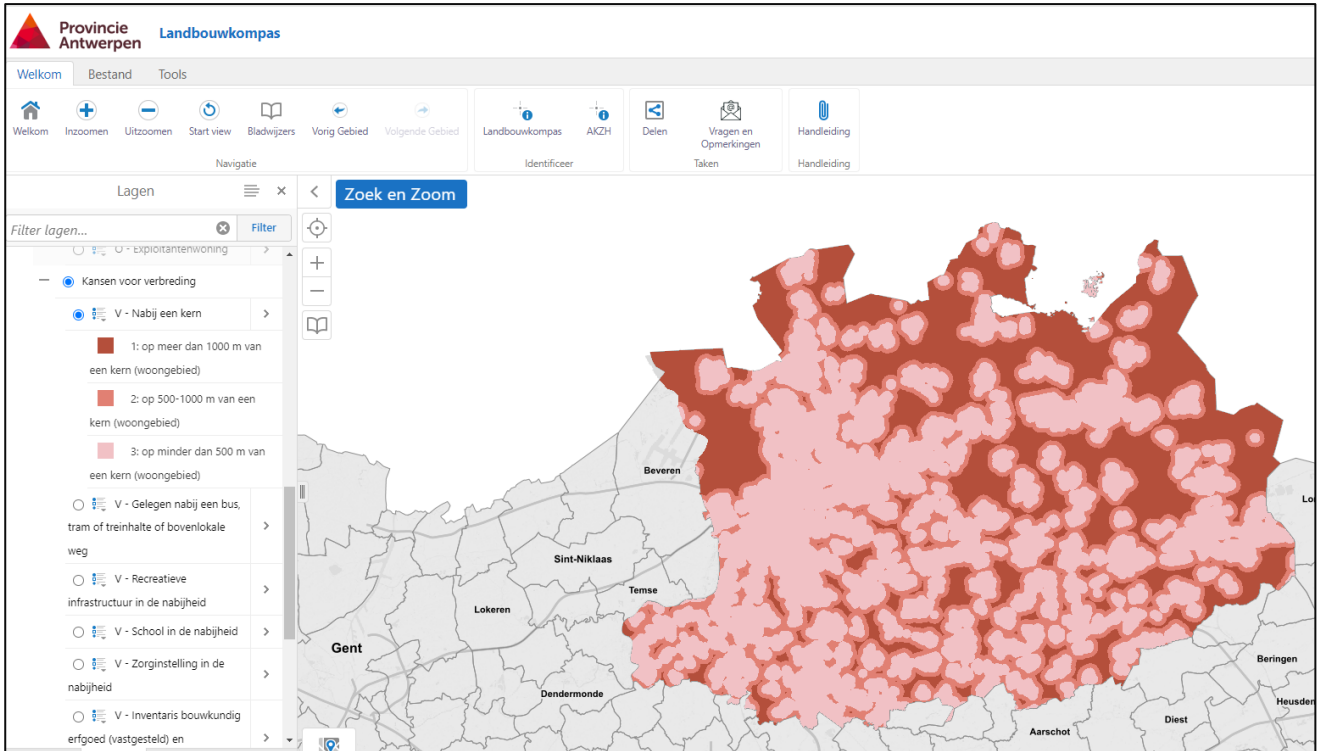 Provincie
Antwerpen
Landbouwkompas
Welkom Bestand Tools
Welkom Inzoomen Uitzoomen Start view Bladwijzers Vorig Gebied Volgende Gebied Landbouwkompas AKZH Delen Vragen en
Opmerkingen Handleiding
Navigatie Identificeer Taken Handleiding
Lagen
Zoek en Zoom
Filter lagen... Filter
O - Exploitantenwoning
Kansen voor verbreding
V - Nabij een kern
1: op meer dan 1000 m van
een kern (woongebied)
2: op 500-1000 m van een
kern (woongebied)
3: op minder dan 500 m van
een kern (woongebied)
V - Gelegen nabij een bus,
tram of treinhalte of bovenlokale
weg
V - Recreatieve
infrastructuur in de nabijheid
V - School in de nabijheid
V - Zorginstelling in de
nabijheid
V - Inventaris bouwkundig
erfgoed (vastgesteld) en
Beveren
Sint-Niklaas
Temse
Lokeren
Gent
Dendermonde
Lo
Beringen
Heusden
Diest
Aarschot